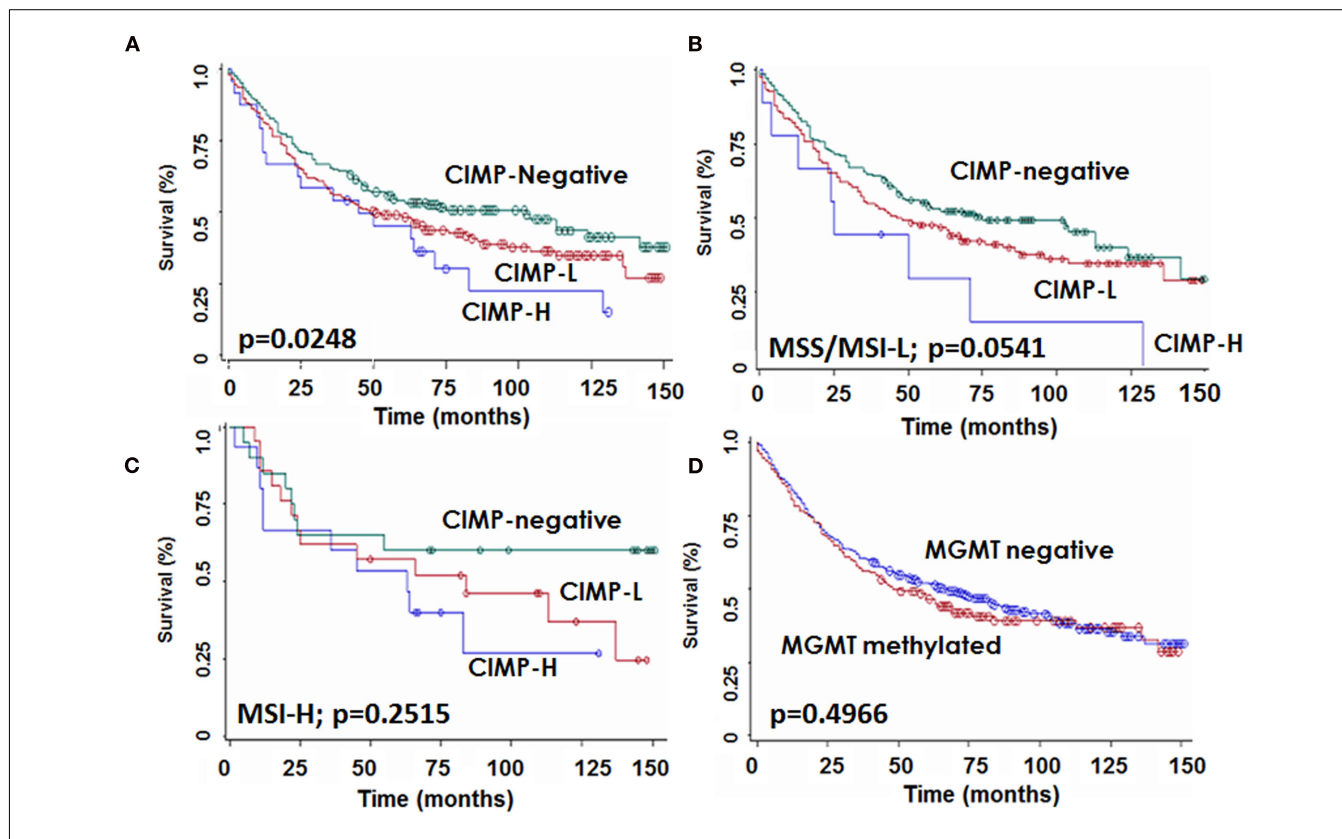 A
1.0
0.75
0.5
0.25
0
Survival (%)
CIMP-Negative
CIMP-L
CIMP-H
p=0.0248
0 25 50 75 100 125 150
Time (months)
B
1.0
0.75
0.5
0.25
0
Survival (%)
CIMP-negative
CIMP-L
CIMP-H
MSS/MSI-L; p=0.0541
0 25 50 75 100 125 150
Time (months)
C
1.0
0.75
0.5
0.25
0
Survival (%)
CIMP-negative
CIMP-L
CIMP-H
MSI-H; p=0.2515
0 25 50 75 100 125 150
Time (months)
D
1.0
0.75
0.5
0.25
0
Survival (%)
MGMT negative
MGMT methylated
p=0.4966
0 25 50 75 100 125 150
Time (months)